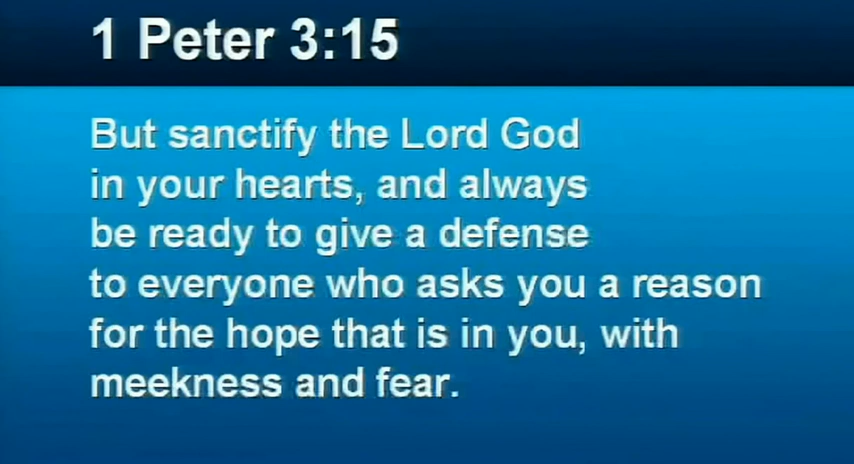 1 Peter 3:15
But sanctify the Lord God
in your hearts, and always
be ready to give a defense
to everyone who asks you a reason
for the hope that is in you, with
meekness and fear.